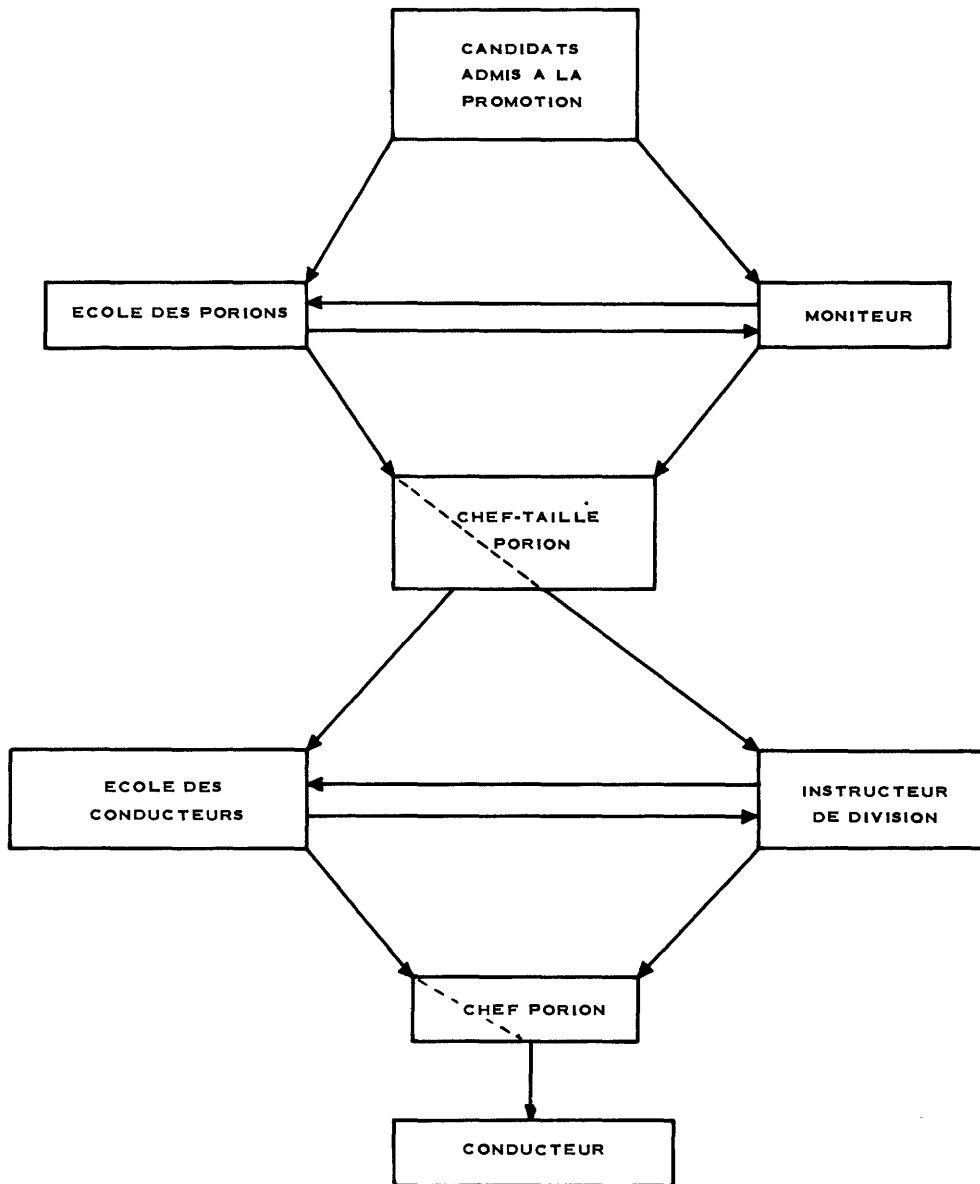 CANDIDATS
ADMIS A LA
PROMOTION
ECOLE DES PORIONS
MONITEUR
CHEF-TAILLE
PORION
ECOLE DES
CONDUCTEURS
INSTRUCTEUR
DE DIVISION
CHEF PORION
CONDUCTEUR